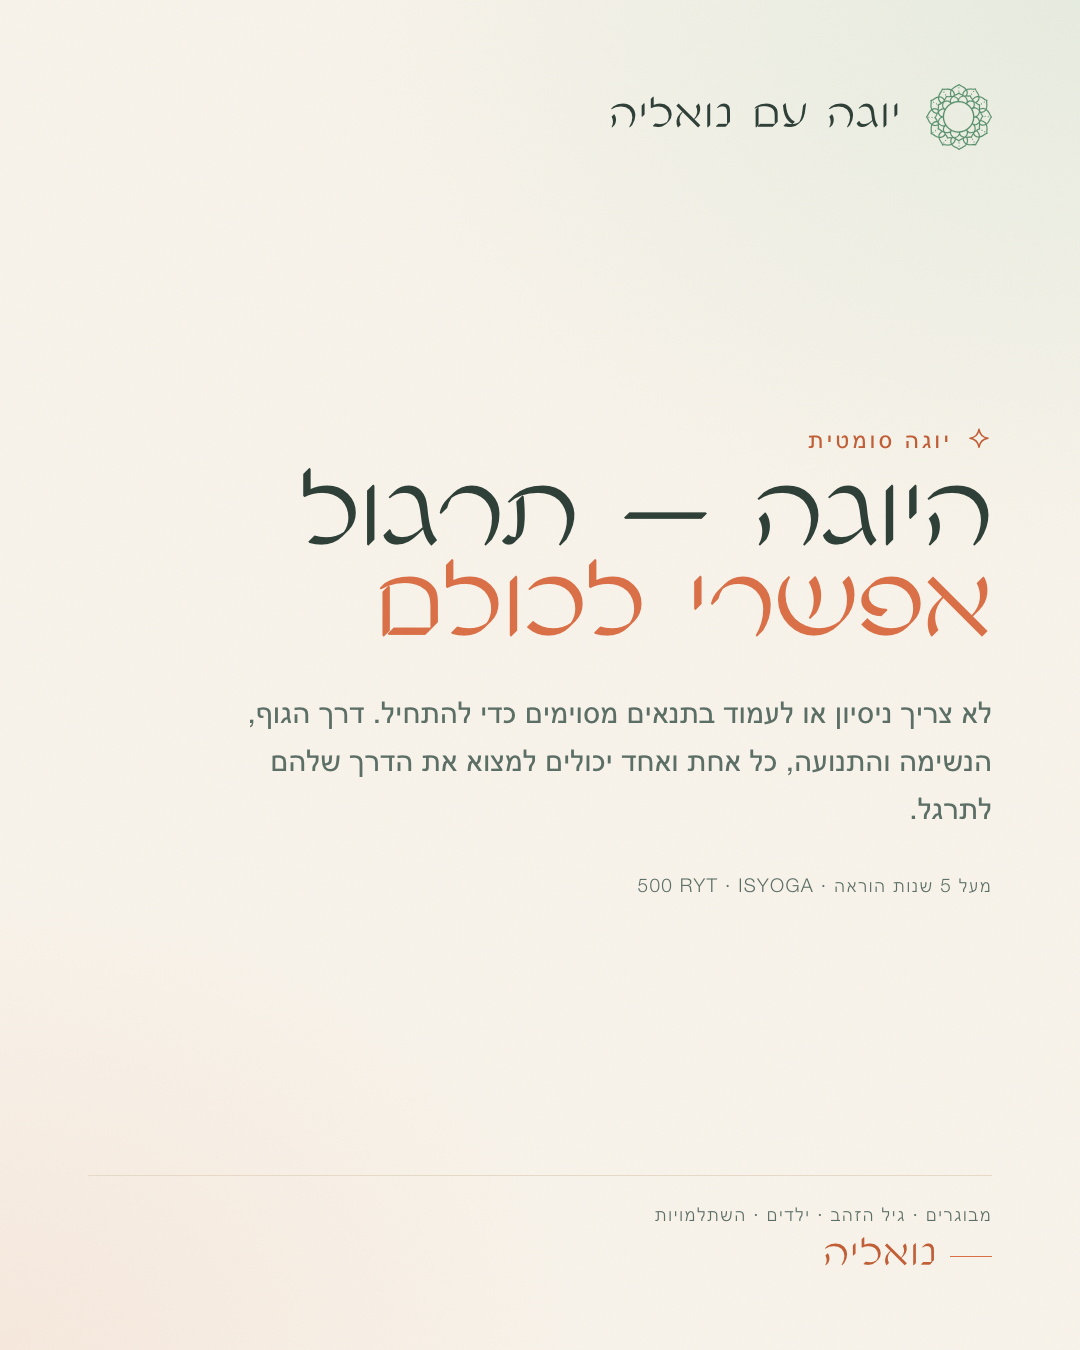 יוגה עם נואליה
יוגה סומטית
היוגה — תרגול
אפשרי לכולם
לא צריך ניסיון או לעמוד בתנאים מסוימים כדי להתחיל. דרך הגוף,
הנשימה והתנועה, כל אחת ואחד יכולים למצוא את הדרך שלהם
לתרגל.
מעל 5 שנות הוראה · 500 RYT · ISYOGA
מבוגרים · גיל הזהב · ילדים · השתלמויות
— נואליה